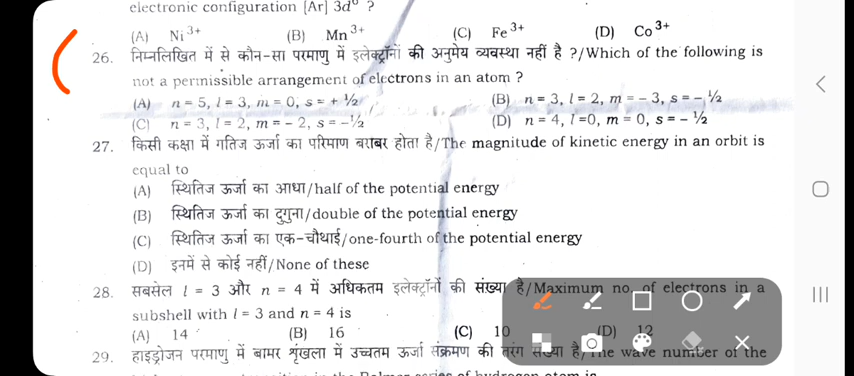 electronic configuration [Ar] 3d⁶ ?
(A) Ni³⁺ (B) Mn³⁺ (C) Fe³⁺ (D) Co³⁺
26. निम्नलिखित में से कौन-सा परमाणु में इलेक्ट्रॉनों की अनुमेय व्यवस्था नहीं है ?/Which of the following is
not a permissible arrangement of electrons in an atom ?
(A) n = 5, l = 3, m = 0, s = + ½ (B) n = 3, l = 2, m = – 3, s = – ½
(C) n = 3, l = 2, m = – 2, s = –½ (D) n = 4, l =0, m = 0, s = – ½
27. किसी कक्षा में गतिज ऊर्जा का परिमाण बराबर होता है/The magnitude of kinetic energy in an orbit is
equal to
(A) स्थितिज ऊर्जा का आधा/half of the potential energy
(B) स्थितिज ऊर्जा का दुगुना/double of the potential energy
(C) स्थितिज ऊर्जा का एक-चौथाई/one-fourth of the potential energy
(D) इनमें से कोई नहीं/None of these
28. सबसेल l = 3 और n = 4 में अधिकतम इलेक्ट्रॉनों की संख्या है/Maximum no. of electrons in a
subshell with l = 3 and n = 4 is
(A) 14 (B) 16 (C) 10 (D) 12
29. हाइड्रोजन परमाणु में बामर श्रृंखला में उच्चतम ऊर्जा संक्रमण की तरंग संख्या है/The wave number of the
series of hydrogen atom is